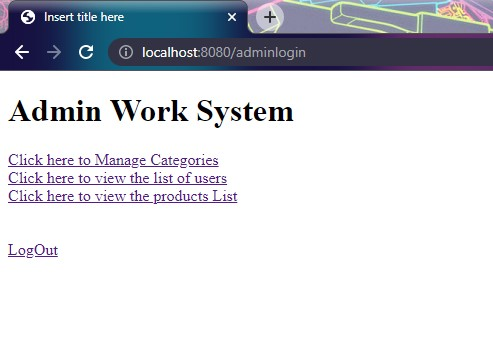 Insert title here
localhost:8080/adminlogin
Admin Work System
Click here to Manage Categories
Click here to view the list of users
Click here to view the products List
LogOut